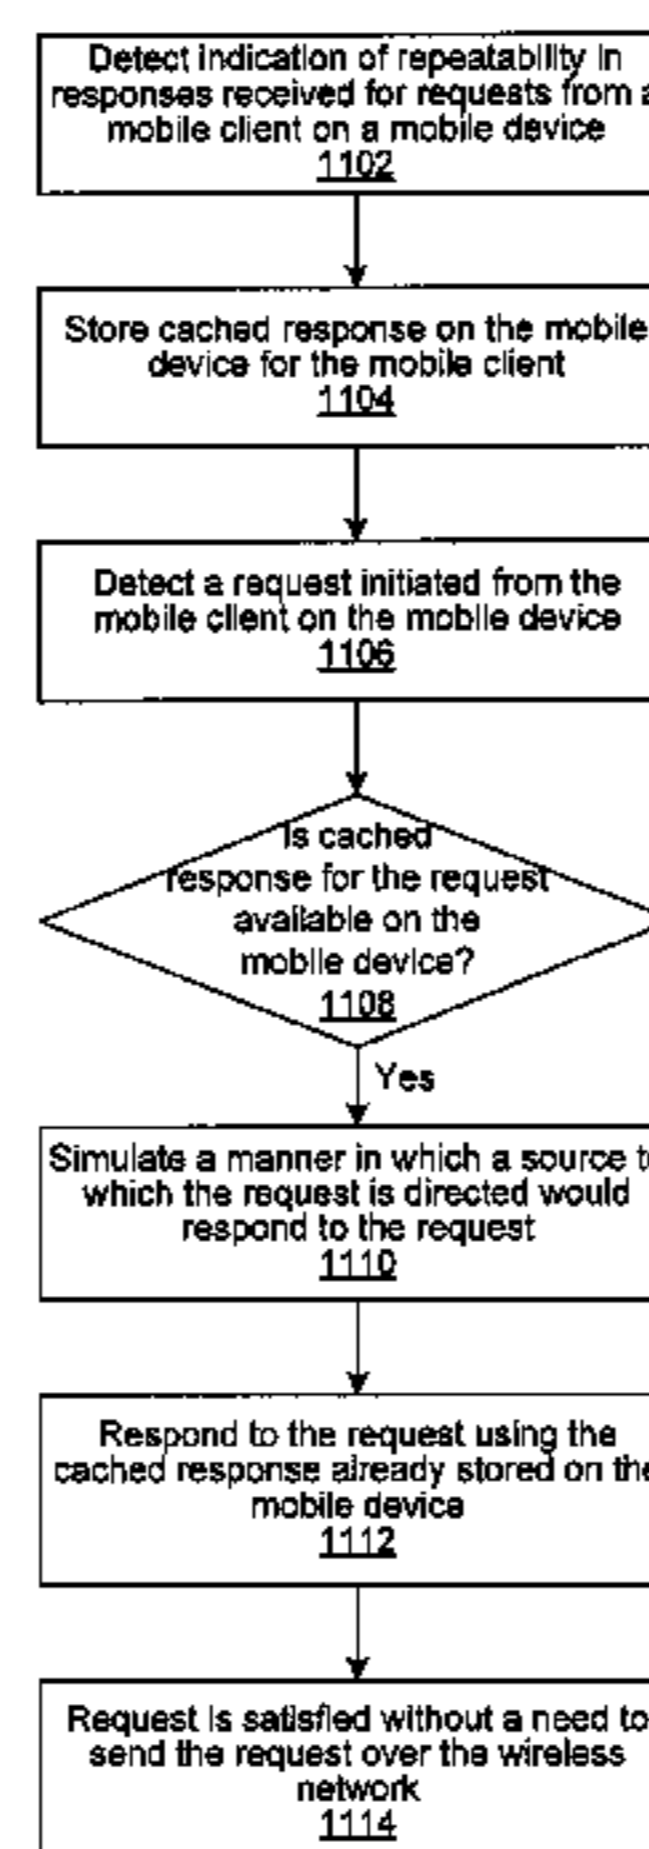 Detect indication of repeatability in
responses received for requests from a
mobile client on a mobile device
1102
Store cached response on the mobile
device for the mobile client
1104
Detect a request initiated from the
mobile client on the mobile device
1106
Is cached
response for the request
available on the
mobile device?
1108
Yes
Simulate a manner in which a source to
which the request is directed would
respond to the request
1110
Respond to the request using the
cached response already stored on the
mobile device
1112
Request is satisfied without a need to
send the request over the wireless
network
1114